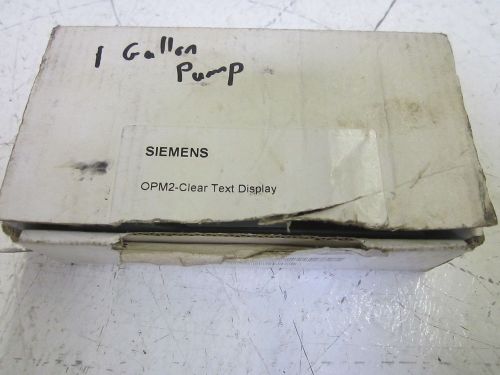 1 Gallon
Pump
SIEMENS
OPM2-Clear Text Display